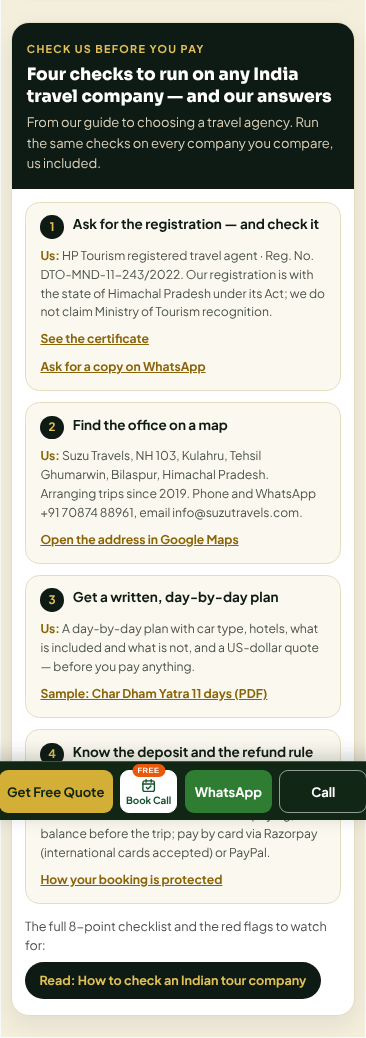 CHECK US BEFORE YOU PAY
Four checks to run on any India
travel company — and our answers
From our guide to choosing a travel agency. Run
the same checks on every company you compare,
us included.
1 Ask for the registration — and check it
Us: HP Tourism registered travel agent · Reg. No.
DTO-MND-11-243/2022. Our registration is with
the state of Himachal Pradesh under its Act; we do
not claim Ministry of Tourism recognition.
See the certificate
Ask for a copy on WhatsApp
2 Find the office on a map
Us: Suzu Travels, NH 103, Kulahru, Tehsil
Ghumarwin, Bilaspur, Himachal Pradesh.
Arranging trips since 2019. Phone and WhatsApp
+91 70874 88961, email info@suzutravels.com.
Open the address in Google Maps
3 Get a written, day-by-day plan
Us: A day-by-day plan with car type, hotels, what
is included and what is not, and a US-dollar quote
— before you pay anything.
Sample: Char Dham Yatra 11 days (PDF)
4 Know the deposit and the refund rule
FREE
Get Free Quote
Book Call
WhatsApp
Call
balance before the trip; pay by card via Razorpay
(international cards accepted) or PayPal.
How your booking is protected
The full 8-point checklist and the red flags to watch
for:
Read: How to check an Indian tour company